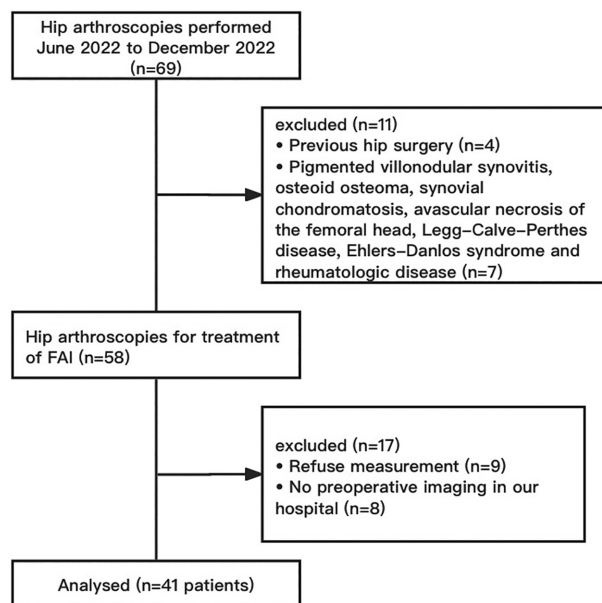 Hip arthroscopies performed
June 2022 to December 2022
(n=69)
excluded (n=11)
• Previous hip surgery (n=4)
• Pigmented villonodular synovitis,
osteoid osteoma, synovial
chondromatosis, avascular necrosis of
the femoral head, Legg–Calve–Perthes
disease, Ehlers–Danlos syndrome and
rheumatologic disease (n=7)
Hip arthroscopies for treatment
of FAI (n=58)
excluded (n=17)
• Refuse measurement (n=9)
• No preoperative imaging in our
hospital (n=8)
Analysed (n=41 patients)